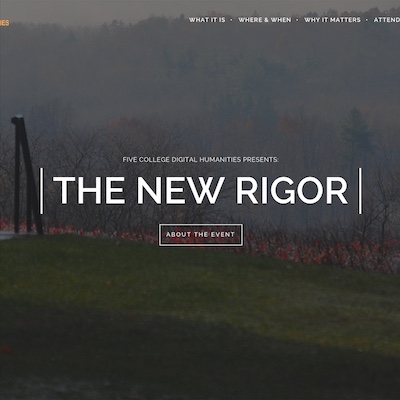 WHAT IT IS • WHERE & WHEN • WHY IT MATTERS • ATTEND
FIVE COLLEGE DIGITAL HUMANITIES PRESENTS:
THE NEW RIGOR
ABOUT THE EVENT